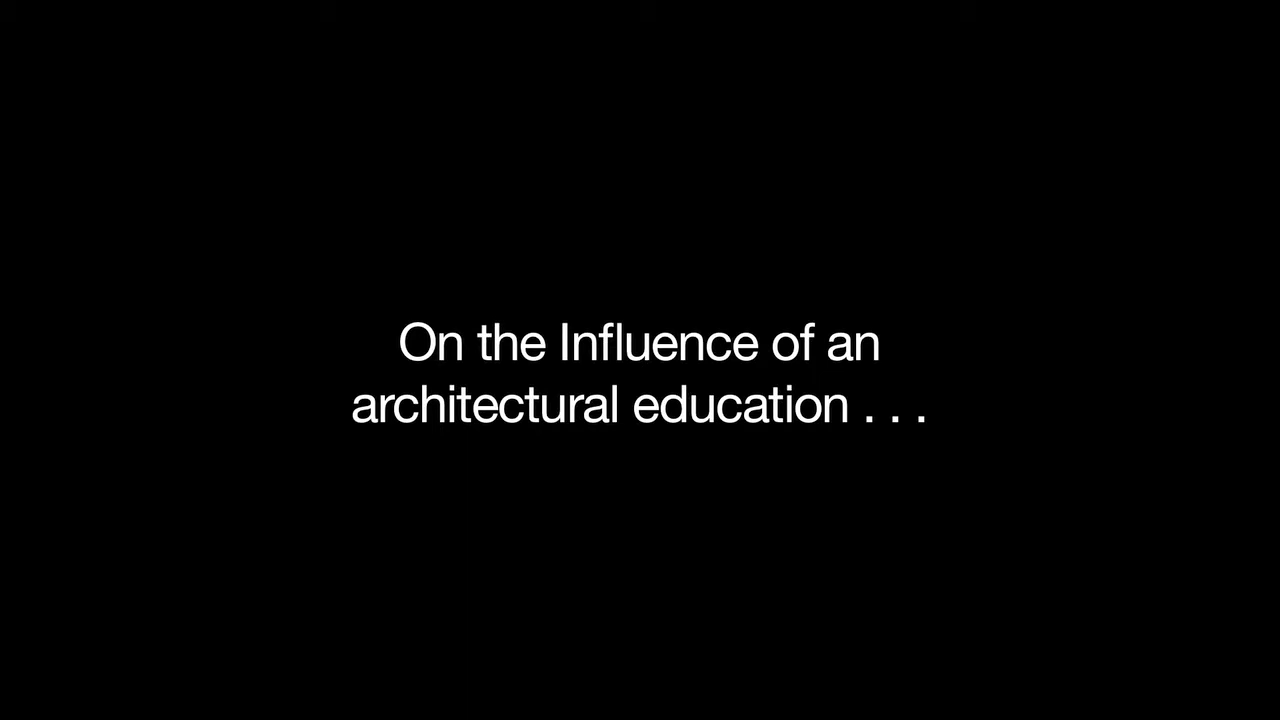 On the Influence of an
architectural education . . .